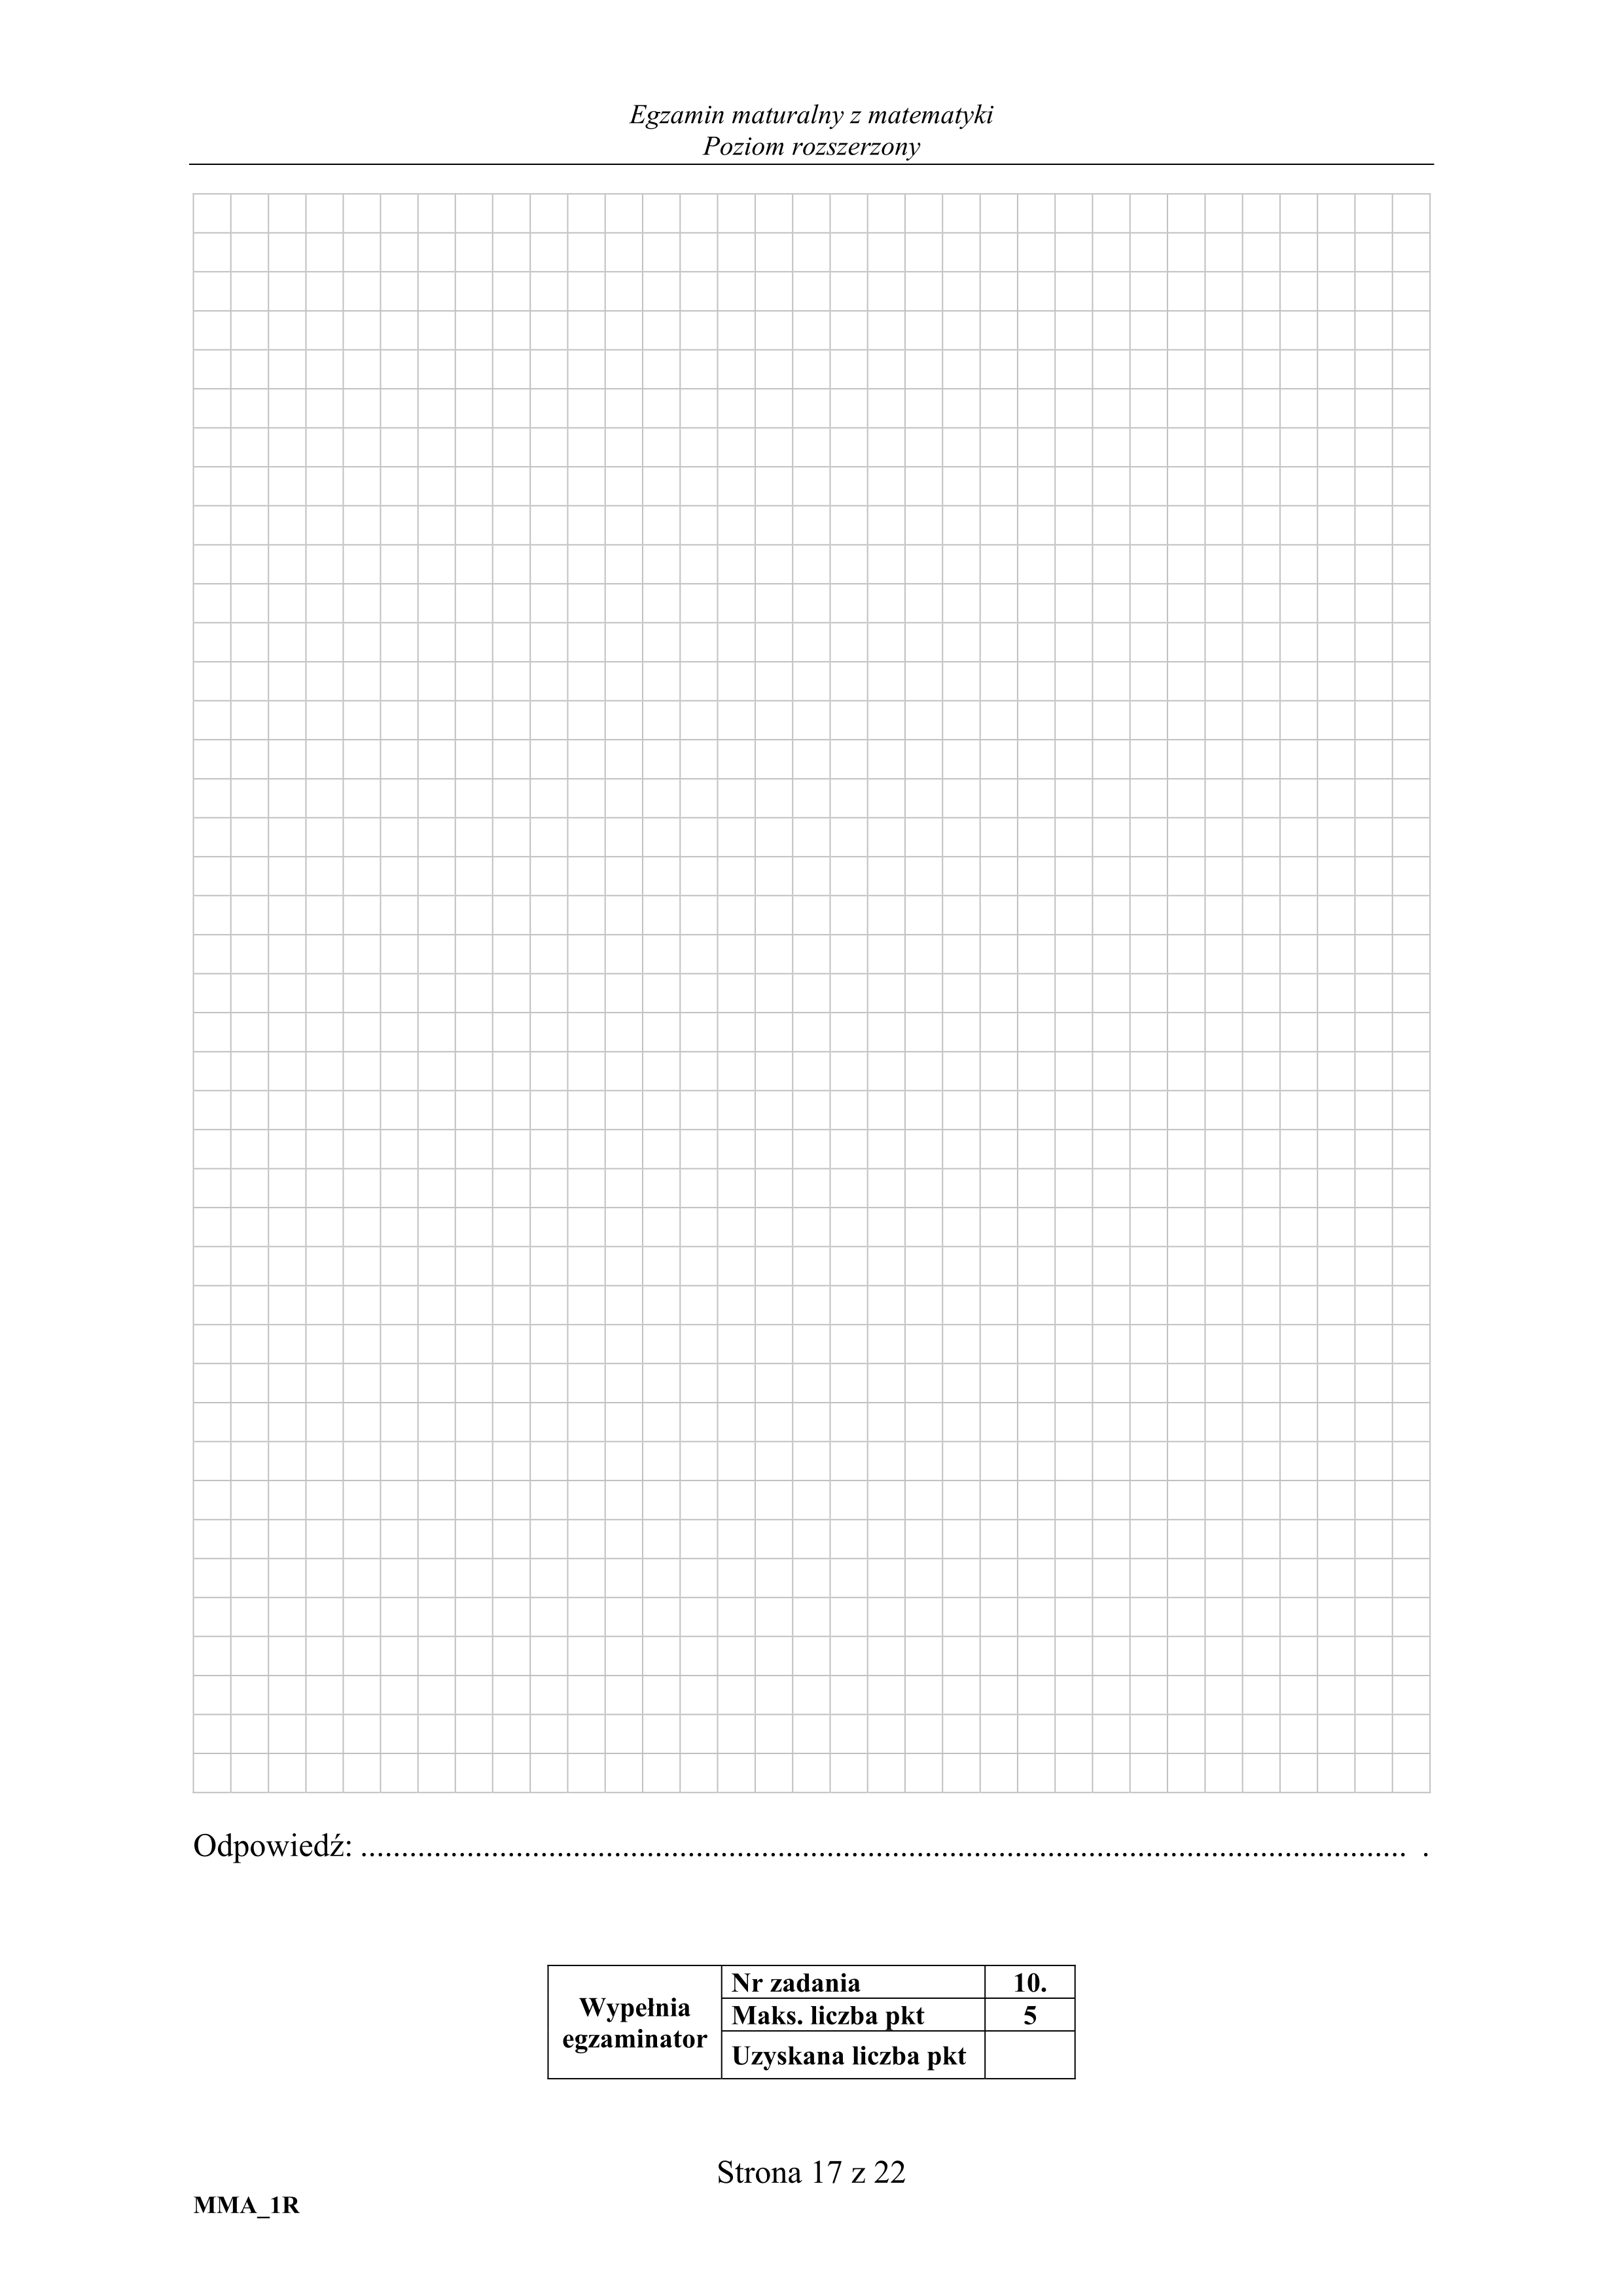 Egzamin maturalny z matematyki
Poziom rozszerzony
Odpowiedź: ................................................................................................................................. .
Wypełnia egzaminator
Nr zadania 10.
Maks. liczba pkt 5
Uzyskana liczba pkt
Strona 17 z 22
MMA_1R